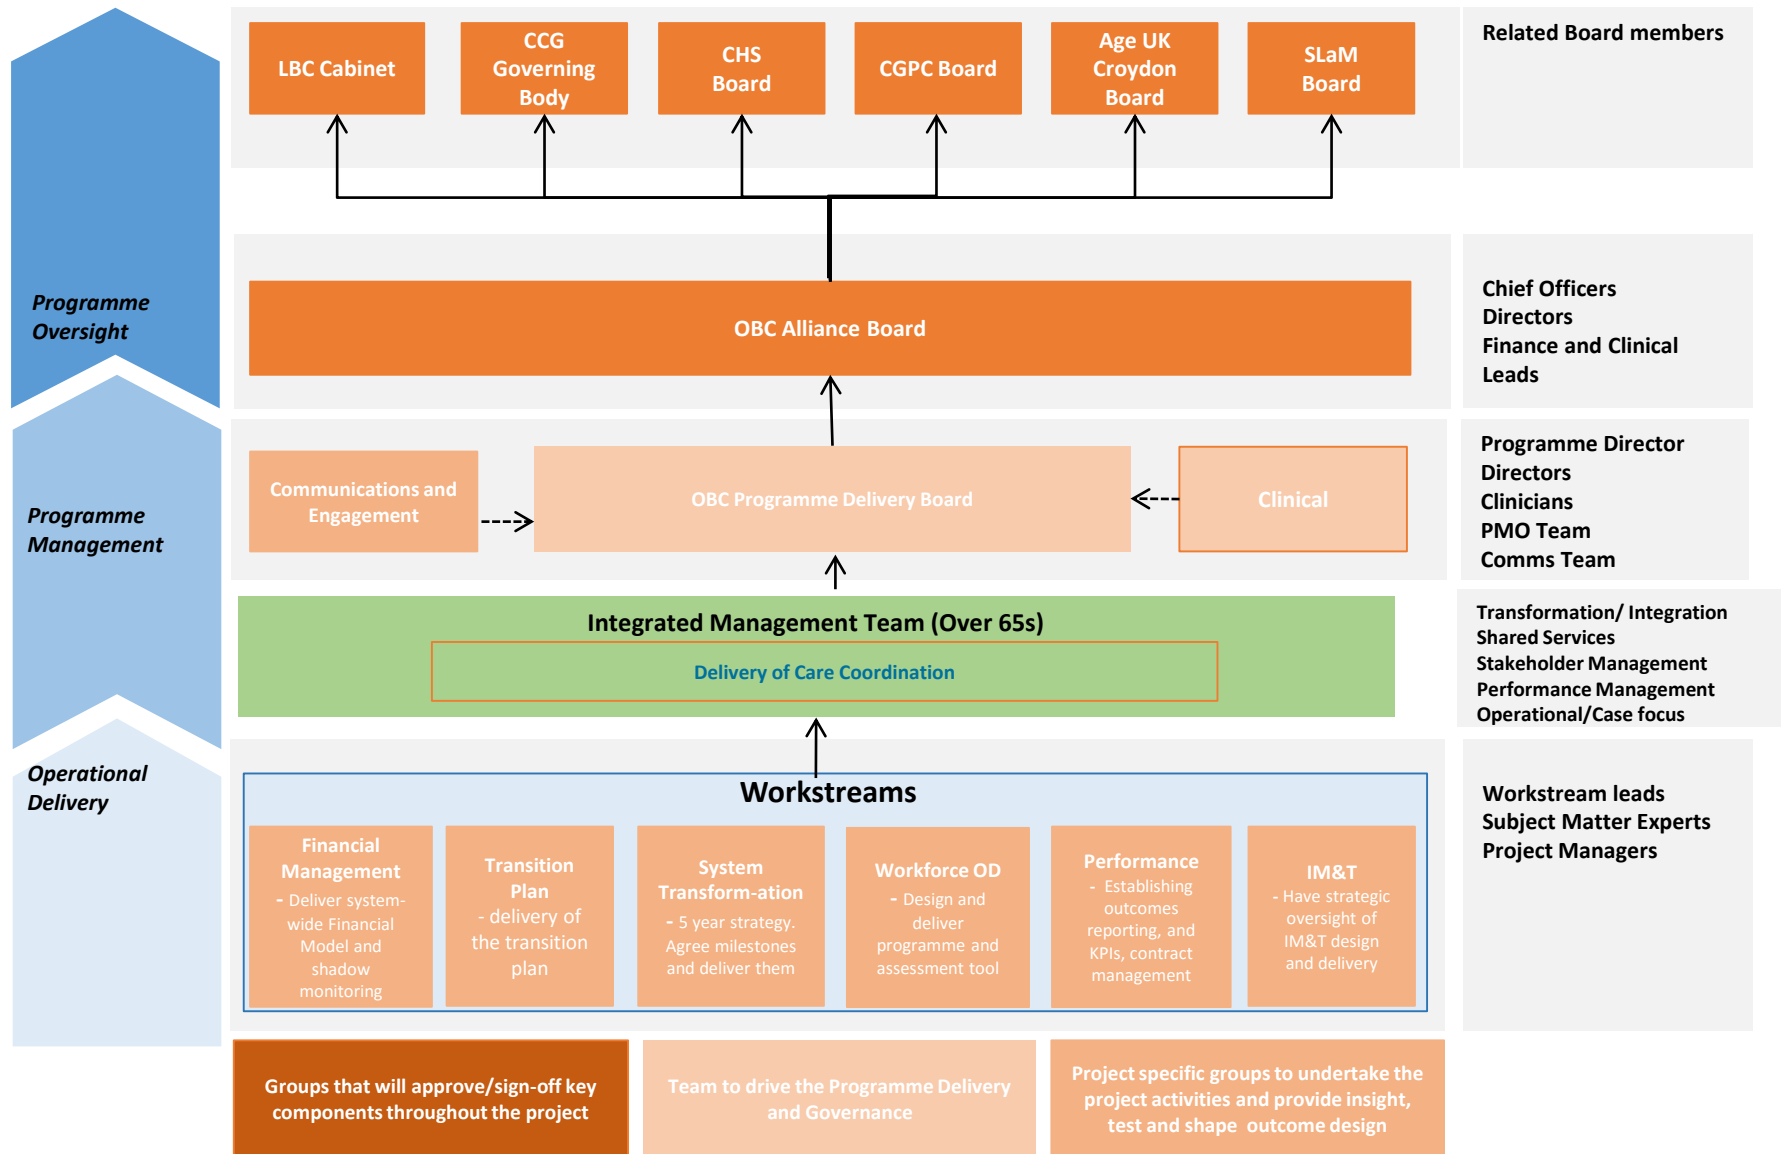 LBC Cabinet
CCG
Governing
Body
CHS
Board
CGPC Board
Age UK
Croydon
Board
SLaM
Board
Related Board members
Programme
Oversight
OBC Alliance Board
Chief Officers
Directors
Finance and Clinical
Leads
Programme
Management
Communications and
Engagement
OBC Programme Delivery Board
Clinical
Programme Director
Directors
Clinicians
PMO Team
Comms Team
Integrated Management Team (Over 65s)
Delivery of Care Coordination
Transformation/ Integration
Shared Services
Stakeholder Management
Performance Management
Operational/Case focus
Operational
Delivery
Workstreams
Financial
Management
- Deliver system-
wide Financial
Model and
shadow
monitoring
Transition
Plan
- delivery of
the transition
plan
System
Transform-ation
- 5 year strategy.
Agree milestones
and deliver them
Workforce OD
- Design and
deliver
programme and
assessment tool
Performance
- Establishing
outcomes
reporting, and
KPIs, contract
management
IM&T
- Have strategic
oversight of
IM&T design
and delivery
Workstream leads
Subject Matter Experts
Project Managers
Groups that will approve/sign-off key
components throughout the project
Team to drive the Programme Delivery
and Governance
Project specific groups to undertake the
project activities and provide insight,
test and shape outcome design